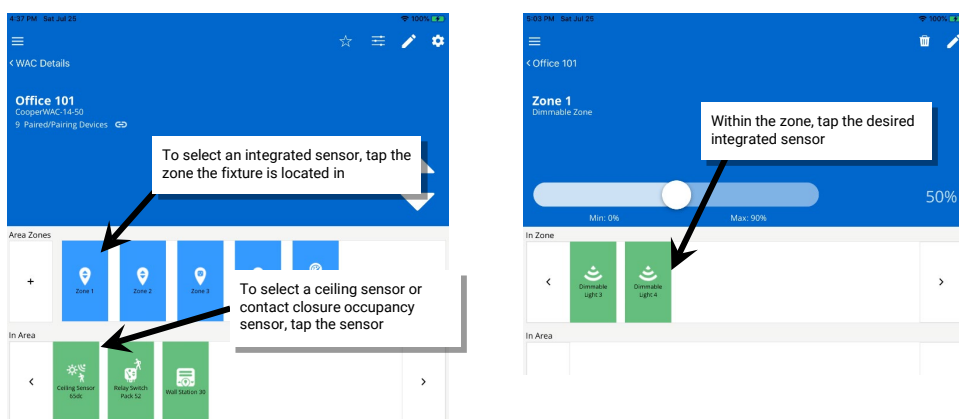 4:37 PM Sat Jul 25
100%
< WAC Details
Office 101
CooperWAC-14-50
9 Paired/Pairing Devices
To select an integrated sensor, tap the
zone the fixture is located in
Area Zones
+
Zone 1
Zone 2
Zone 3
To select a ceiling sensor or
contact closure occupancy
sensor, tap the sensor
In Area
<
Ceiling Sensor
65dc
Relay Switch
Pack 52
Wall Station 30
>
5:03 PM Sat Jul 25
100%
< Office 101
Zone 1
Dimmable Zone
Within the zone, tap the desired
integrated sensor
50%
Min: 0%
Max: 90%
In Zone
<
Dimmable
Light 3
Dimmable
Light 4
>
In Area